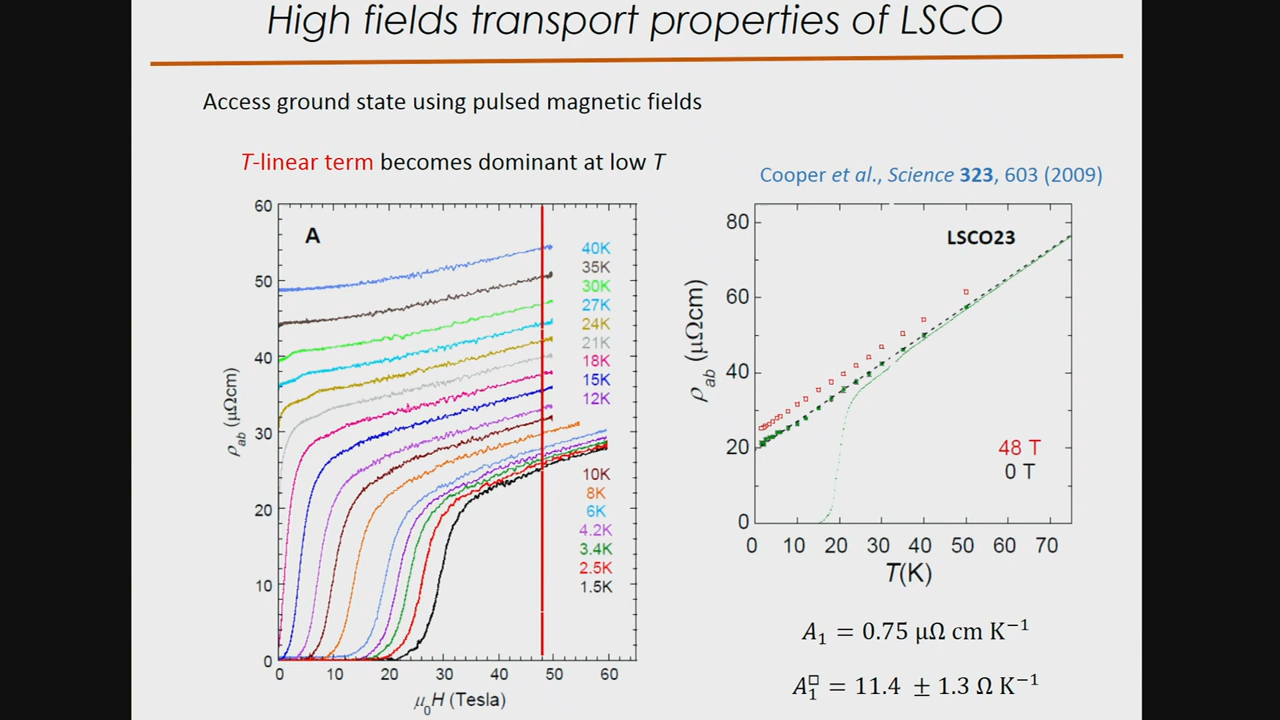 High fields transport properties of LSCO
Access ground state using pulsed magnetic fields
T-linear term becomes dominant at low T
Cooper et al., Science 323, 603 (2009)
A
60
50
40
30
20
10
0
ρab (μΩcm)
40K
35K
30K
27K
24K
21K
18K
15K
12K
10K
8K
6K
4.2K
3.4K
2.5K
1.5K
0 10 20 30 40 50 60
μ0H (Tesla)
LSCO23
80
60
40
20
0
ρab (μΩcm)
48 T
0 T
0 10 20 30 40 50 60 70
T(K)
A₁ = 0.75 μΩ cm K⁻¹
A₁□ = 11.4 ± 1.3 Ω K⁻¹